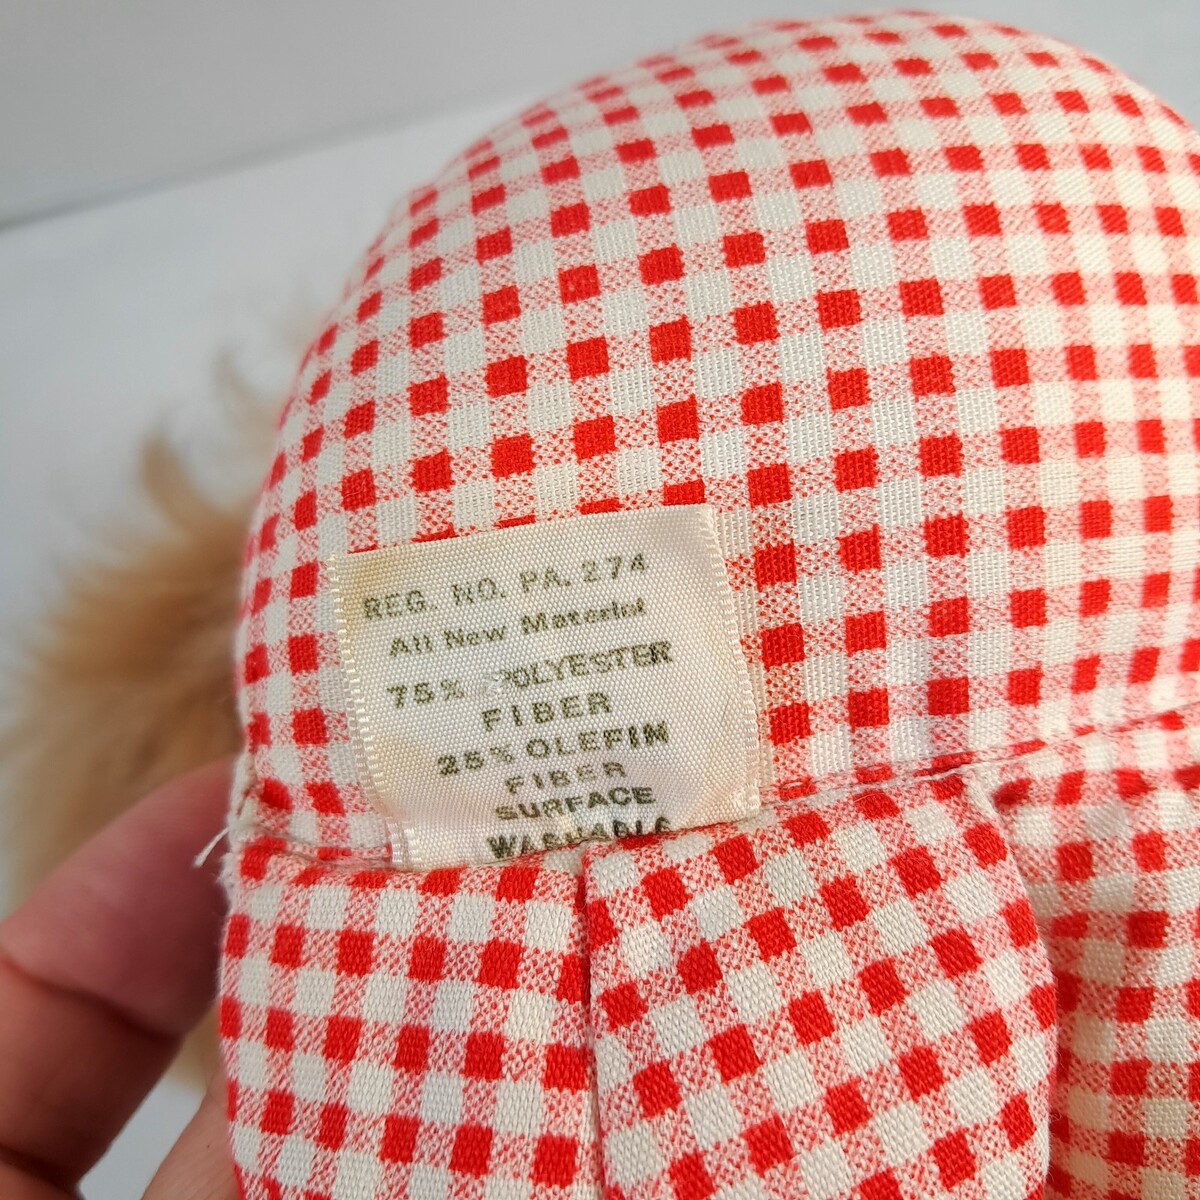 REG. NO. PA. 274
All New Material
75% POLYESTER
FIBER
25% OLEFIN
FIBER
SURFACE
WASHABLE